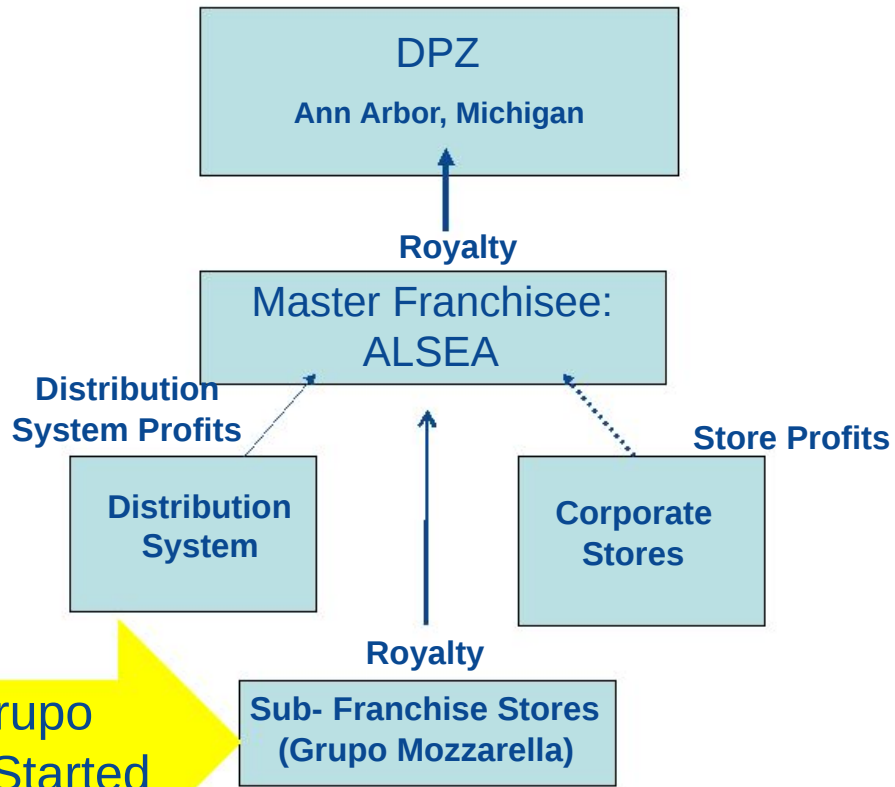 DPZ
Ann Arbor, Michigan
Royalty
Master Franchisee:
ALSEA
Distribution
System Profits
Store Profits
Distribution
System
Corporate
Stores
Royalty
Sub- Franchise Stores
(Grupo Mozzarella)
Started